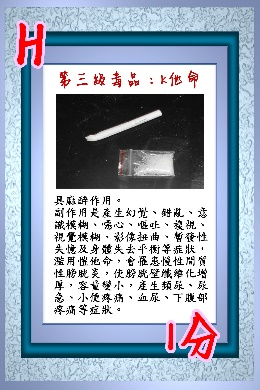 H
第三級毒品：K他命
具麻醉作用。
副作用是產生幻覺、錯亂、意
識模糊、噁心、嘔吐、複視、
視覺模糊、影像扭曲、暫發性
失憶及身體失去平衡等症狀，
濫用愷他命，會罹患慢性間質
性膀胱炎，使膀胱壁纖維化增
厚，容量變小，產生頻尿、尿
急、小便疼痛、血尿、下腹部
疼痛等症狀。
1分